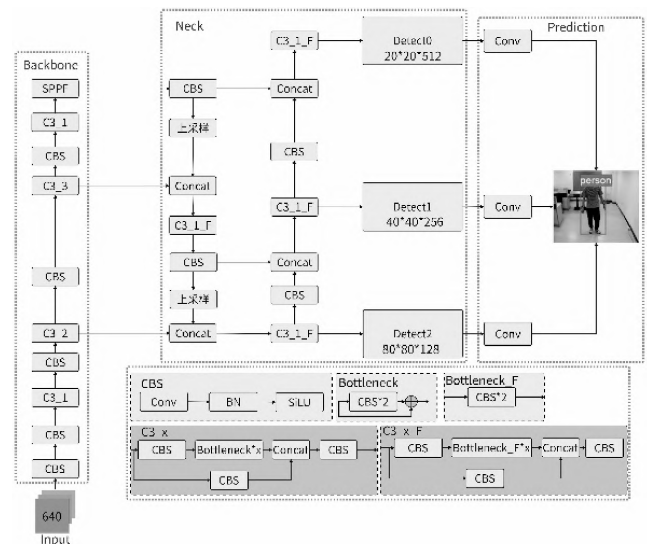 Backbone
SPPF
C3_1
CBS
C3_3
CBS
C3_2
CBS
C3_1
CBS
CBS
640
Input
Neck
CBS
上采样
Concat
C3_1_F
CBS
上采样
Concat
C3_1_F
Concat
CBS
C3_1_F
Concat
CBS
C3_1_F
Detect0
20*20*512
Detect1
40*40*256
Detect2
80*80*128
Prediction
Conv
Conv
Conv
person
CBS
Conv
BN
SiLU
Bottleneck
CBS*2
Bottleneck_F
CBS*2
C3_x
CBS
Bottleneck*x
Concat
CBS
CBS
C3_x_F
CBS
Bottleneck_F*x
Concat
CBS
CBS